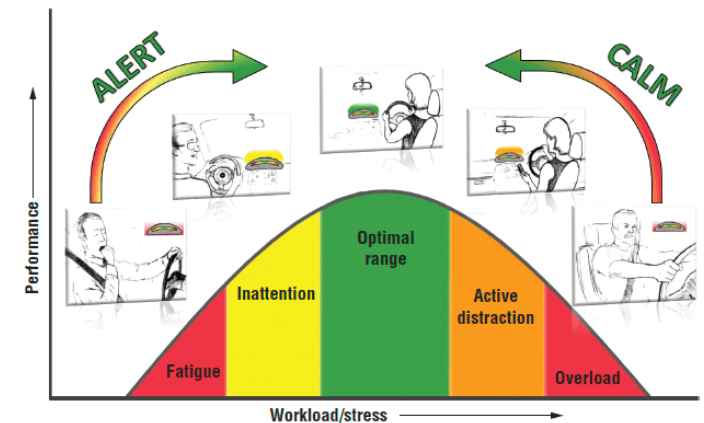 ALERT
CALM
Performance
Optimal
range
Inattention
Active
distraction
Fatigue
Overload
Workload/stress